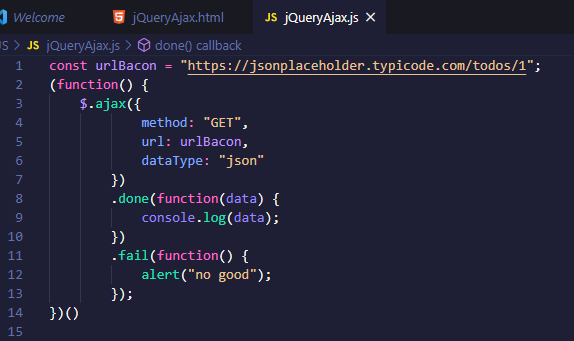 Welcome jQueryAjax.html JS jQueryAjax.js
JS > JS jQueryAjax.js > done() callback
1 const urlBacon = "https://jsonplaceholder.typicode.com/todos/1";
2 (function() {
3 $.ajax({
4 method: "GET",
5 url: urlBacon,
6 dataType: "json"
7 })
8 .done(function(data) {
9 console.log(data);
10 })
11 .fail(function() {
12 alert("no good");
13 });
14 })()
15